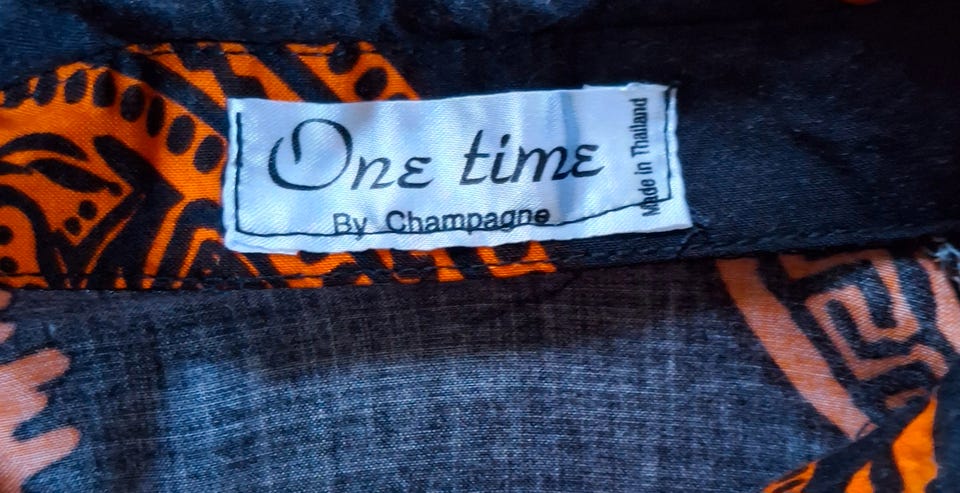 One time
By Champagne
Made in Thailand